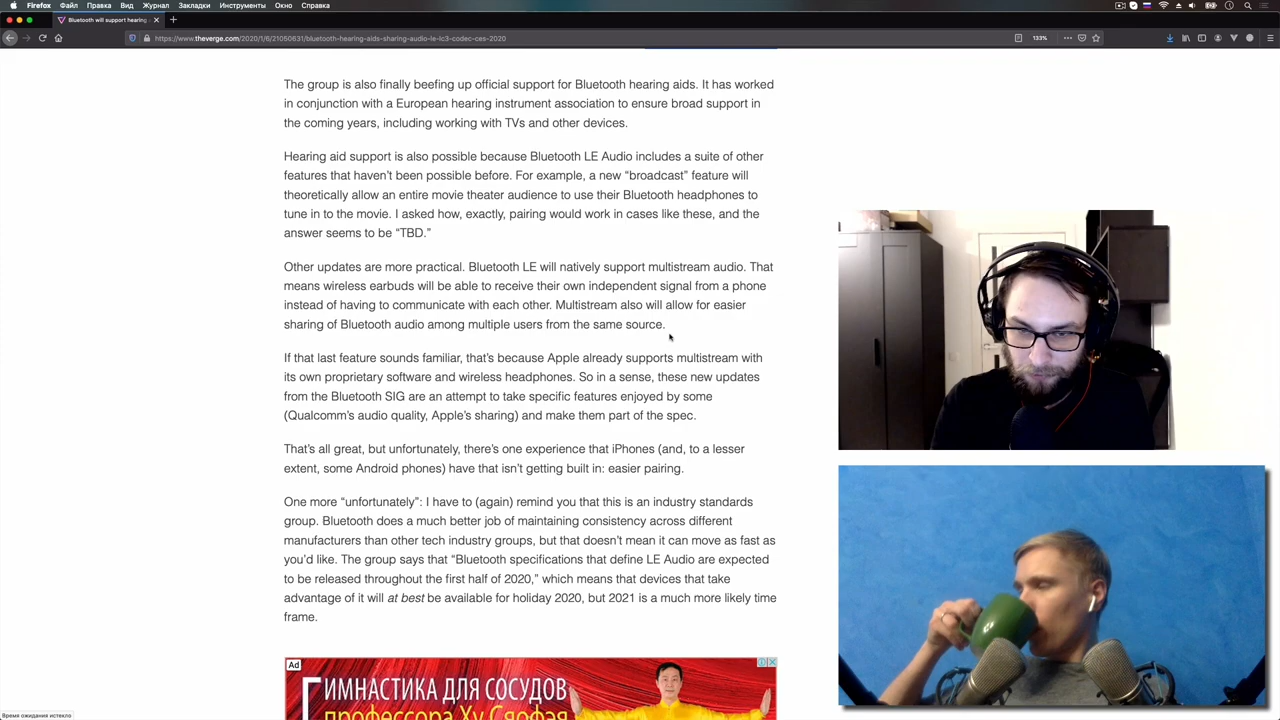 Firefox Файл Правка Вид Журнал Закладки Инструменты Окно Справка
Bluetooth will support hearing
https://www.theverge.com/2020/1/6/21050631/bluetooth-hearing-aids-sharing-audio-le-lc3-codec-ces-2020
133%
The group is also finally beefing up official support for Bluetooth hearing aids. It has worked
in conjunction with a European hearing instrument association to ensure broad support in
the coming years, including working with TVs and other devices.
Hearing aid support is also possible because Bluetooth LE Audio includes a suite of other
features that haven’t been possible before. For example, a new “broadcast” feature will
theoretically allow an entire movie theater audience to use their Bluetooth headphones to
tune in to the movie. I asked how, exactly, pairing would work in cases like these, and the
answer seems to be “TBD.”
Other updates are more practical. Bluetooth LE will natively support multistream audio. That
means wireless earbuds will be able to receive their own independent signal from a phone
instead of having to communicate with each other. Multistream also will allow for easier
sharing of Bluetooth audio among multiple users from the same source.
If that last feature sounds familiar, that’s because Apple already supports multistream with
its own proprietary software and wireless headphones. So in a sense, these new updates
from the Bluetooth SIG are an attempt to take specific features enjoyed by some
(Qualcomm’s audio quality, Apple’s sharing) and make them part of the spec.
That’s all great, but unfortunately, there’s one experience that iPhones (and, to a lesser
extent, some Android phones) have that isn’t getting built in: easier pairing.
One more “unfortunately”: I have to (again) remind you that this is an industry standards
group. Bluetooth does a much better job of maintaining consistency across different
manufacturers than other tech industry groups, but that doesn’t mean it can move as fast as
you’d like. The group says that “Bluetooth specifications that define LE Audio are expected
to be released throughout the first half of 2020,” which means that devices that take
advantage of it will at best be available for holiday 2020, but 2021 is a much more likely time
frame.
Ad
ГИМНАСТИКА ДЛЯ СОСУДОВ
профессора
Время ожидания истекло